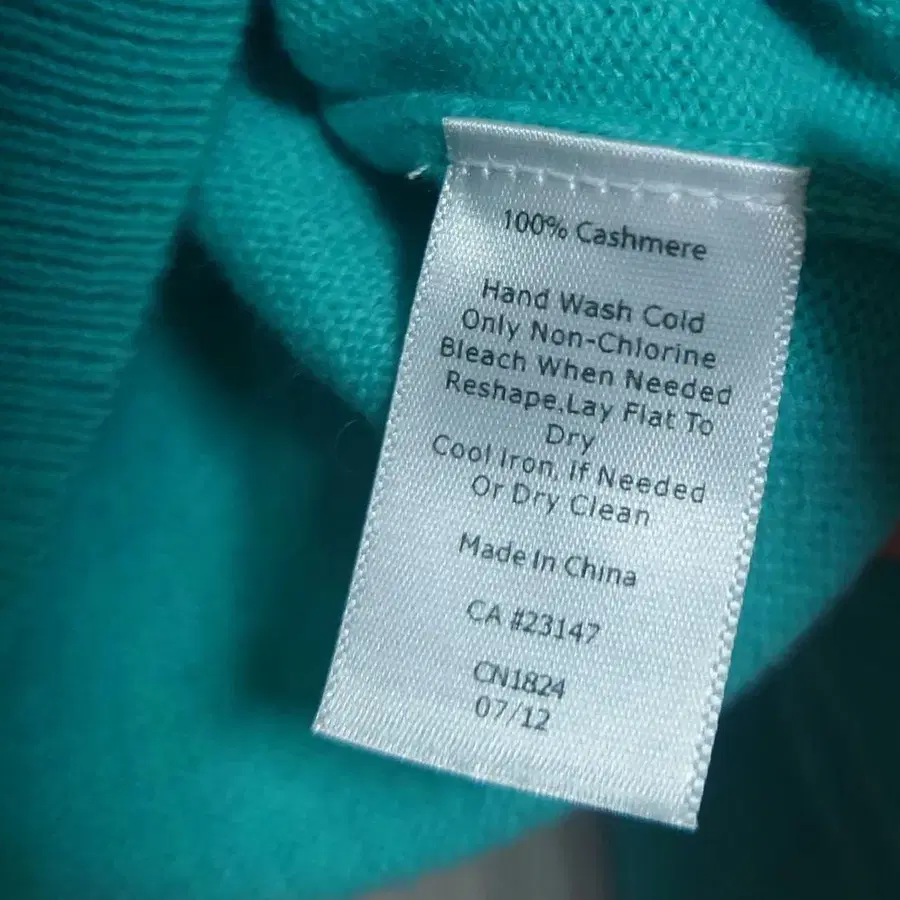 100% Cashmere
Hand Wash Cold
Only Non-Chlorine
Bleach When Needed
Reshape,Lay Flat To
Dry
Cool Iron, If Needed
Or Dry Clean
Made In China
CA #23147
CN1824
07/12